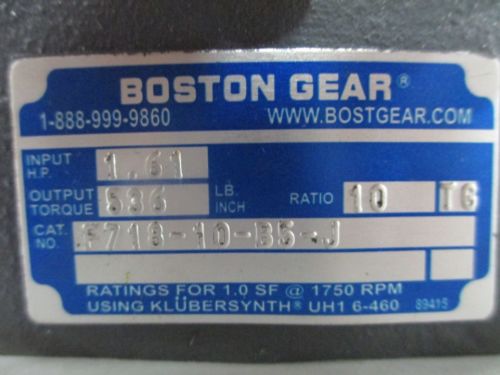 BOSTON GEAR®
1-888-999-9860 WWW.BOSTGEAR.COM
INPUT H.P. 1.61
OUTPUT TORQUE 536 LB. INCH RATIO 10 TG
CAT. NO. F718-10-B5-J
RATINGS FOR 1.0 SF @ 1750 RPM
USING KLÜBERSYNTH® UH1 6-460 89415